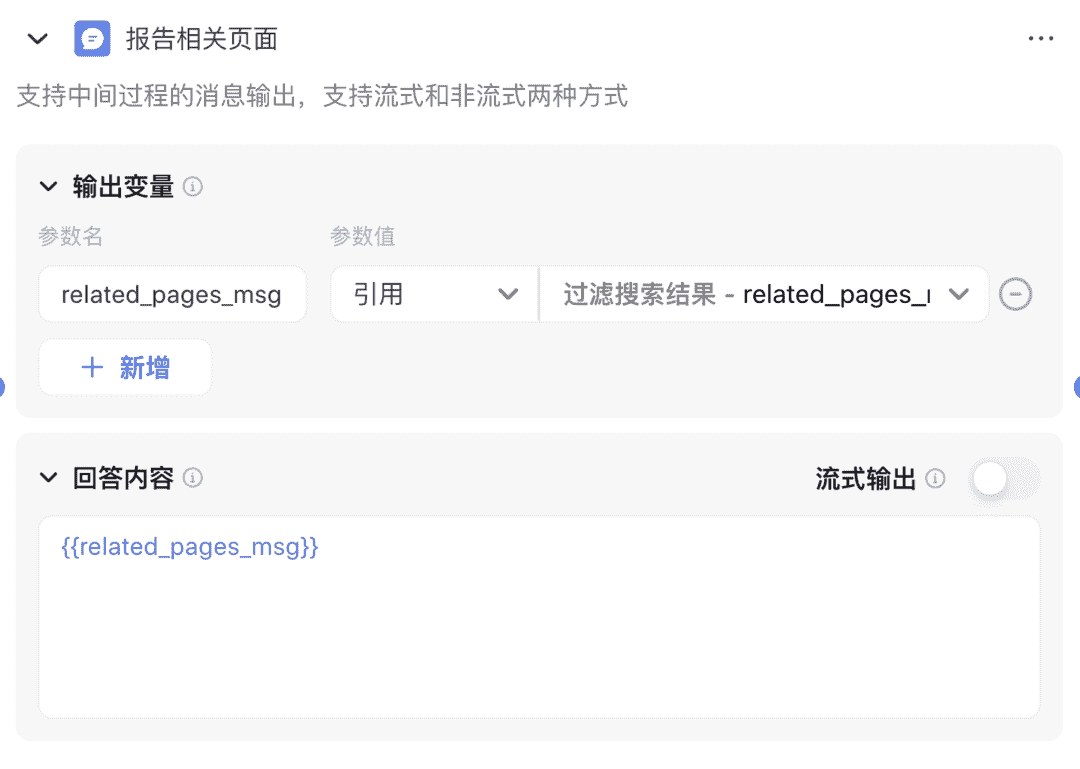 报告相关页面
支持中间过程的消息输出，支持流式和非流式两种方式
输出变量
参数名 参数值
related_pages_msg 引用 过滤搜索结果 - related_pages_
+ 新增
回答内容 流式输出
{{related_pages_msg}}